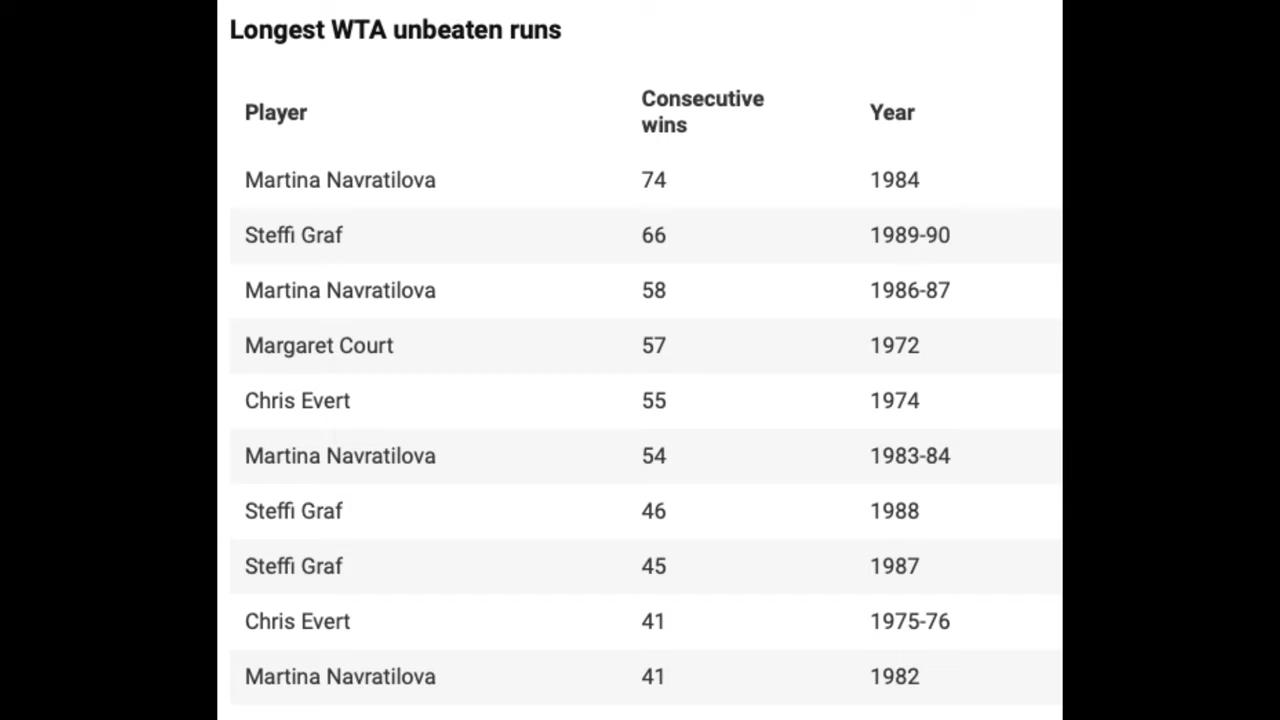 Longest WTA unbeaten runs
Player Consecutive wins Year
Martina Navratilova 74 1984
Steffi Graf 66 1989-90
Martina Navratilova 58 1986-87
Margaret Court 57 1972
Chris Evert 55 1974
Martina Navratilova 54 1983-84
Steffi Graf 46 1988
Steffi Graf 45 1987
Chris Evert 41 1975-76
Martina Navratilova 41 1982